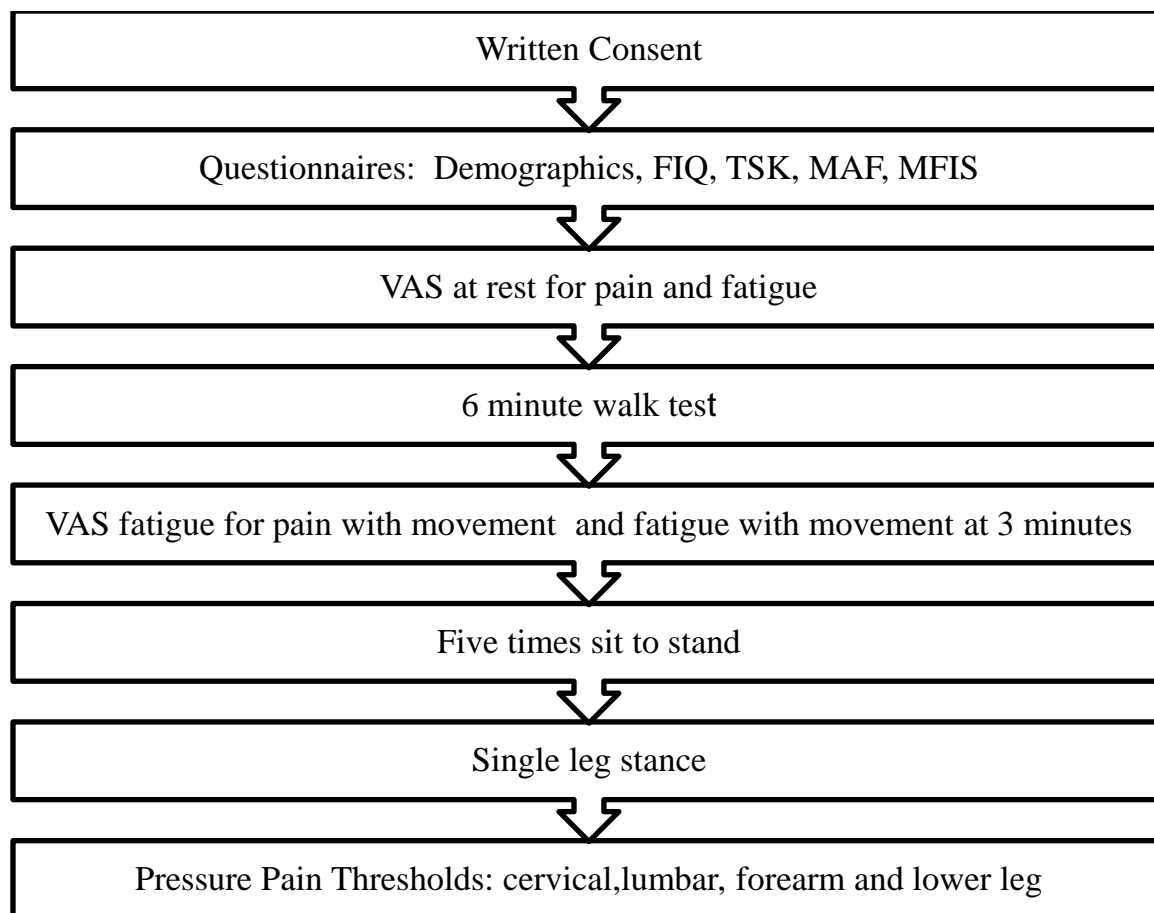 Written Consent
Questionnaires:  Demographics, FIQ, TSK, MAF, MFIS
VAS at rest for pain and fatigue
6 minute walk test
VAS fatigue for pain with movement  and fatigue with movement at 3 minutes
Five times sit to stand
Single leg stance
Pressure Pain Thresholds: cervical,lumbar, forearm and lower leg